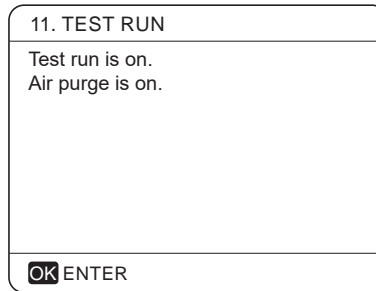 11. TEST RUN
Test run is on.
Air purge is on.
OK ENTER